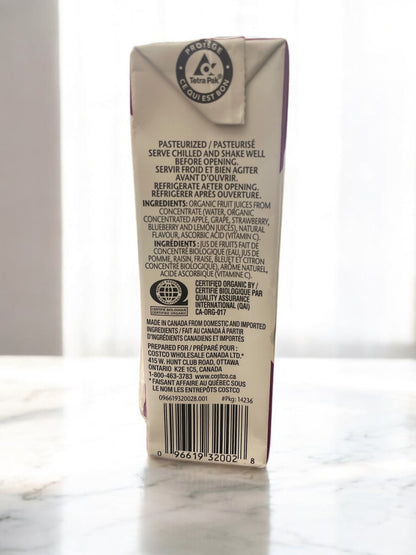 PROTÈGE
Tetra Pak®
CE QUI EST BON
PASTEURIZED / PASTEURISÉ
SERVE CHILLED AND SHAKE WELL
BEFORE OPENING.
SERVIR FROID ET BIEN AGITER
AVANT D'OUVRIR.
REFRIGERATE AFTER OPENING.
RÉFRIGÉRER APRÈS OUVERTURE.
INGREDIENTS: ORGANIC FRUIT JUICES FROM
CONCENTRATE (WATER, ORGANIC
CONCENTRATED APPLE, GRAPE, STRAWBERRY,
BLUEBERRY AND LEMON JUICES), NATURAL
FLAVOUR, ASCORBIC ACID (VITAMIN C).
INGRÉDIENTS : JUS DE FRUITS FAIT DE
CONCENTRÉ BIOLOGIQUE (EAU, JUS DE
POMME, RAISIN, FRAISE, BLEUET ET CITRON
CONCENTRÉ BIOLOGIQUE), ARÔME NATUREL,
ACIDE ASCORBIQUE (VITAMINE C).
CERTIFIED ORGANIC BY /
CERTIFIÉ BIOLOGIQUE PAR
QUALITY ASSURANCE
INTERNATIONAL (QAI)
CA-ORG-017
CERTIFIÉ BIOLOGIQUE
CERTIFIED ORGANIC
MADE IN CANADA FROM DOMESTIC AND IMPORTED
INGREDIENTS / FAIT AU CANADA À PARTIR
D'INGRÉDIENTS CANADIENS ET IMPORTÉS
PREPARED FOR / PRÉPARÉ POUR :
COSTCO WHOLESALE CANADA LTD.*
415 W. HUNT CLUB ROAD, OTTAWA
ONTARIO K2E 1C5, CANADA
1-800-463-3783 www.costco.ca
* FAISANT AFFAIRE AU QUÉBEC SOUS
LE NOM LES ENTREPÔTS COSTCO
096619320028.001 #Pkg: 14236
0 96619 32002 8